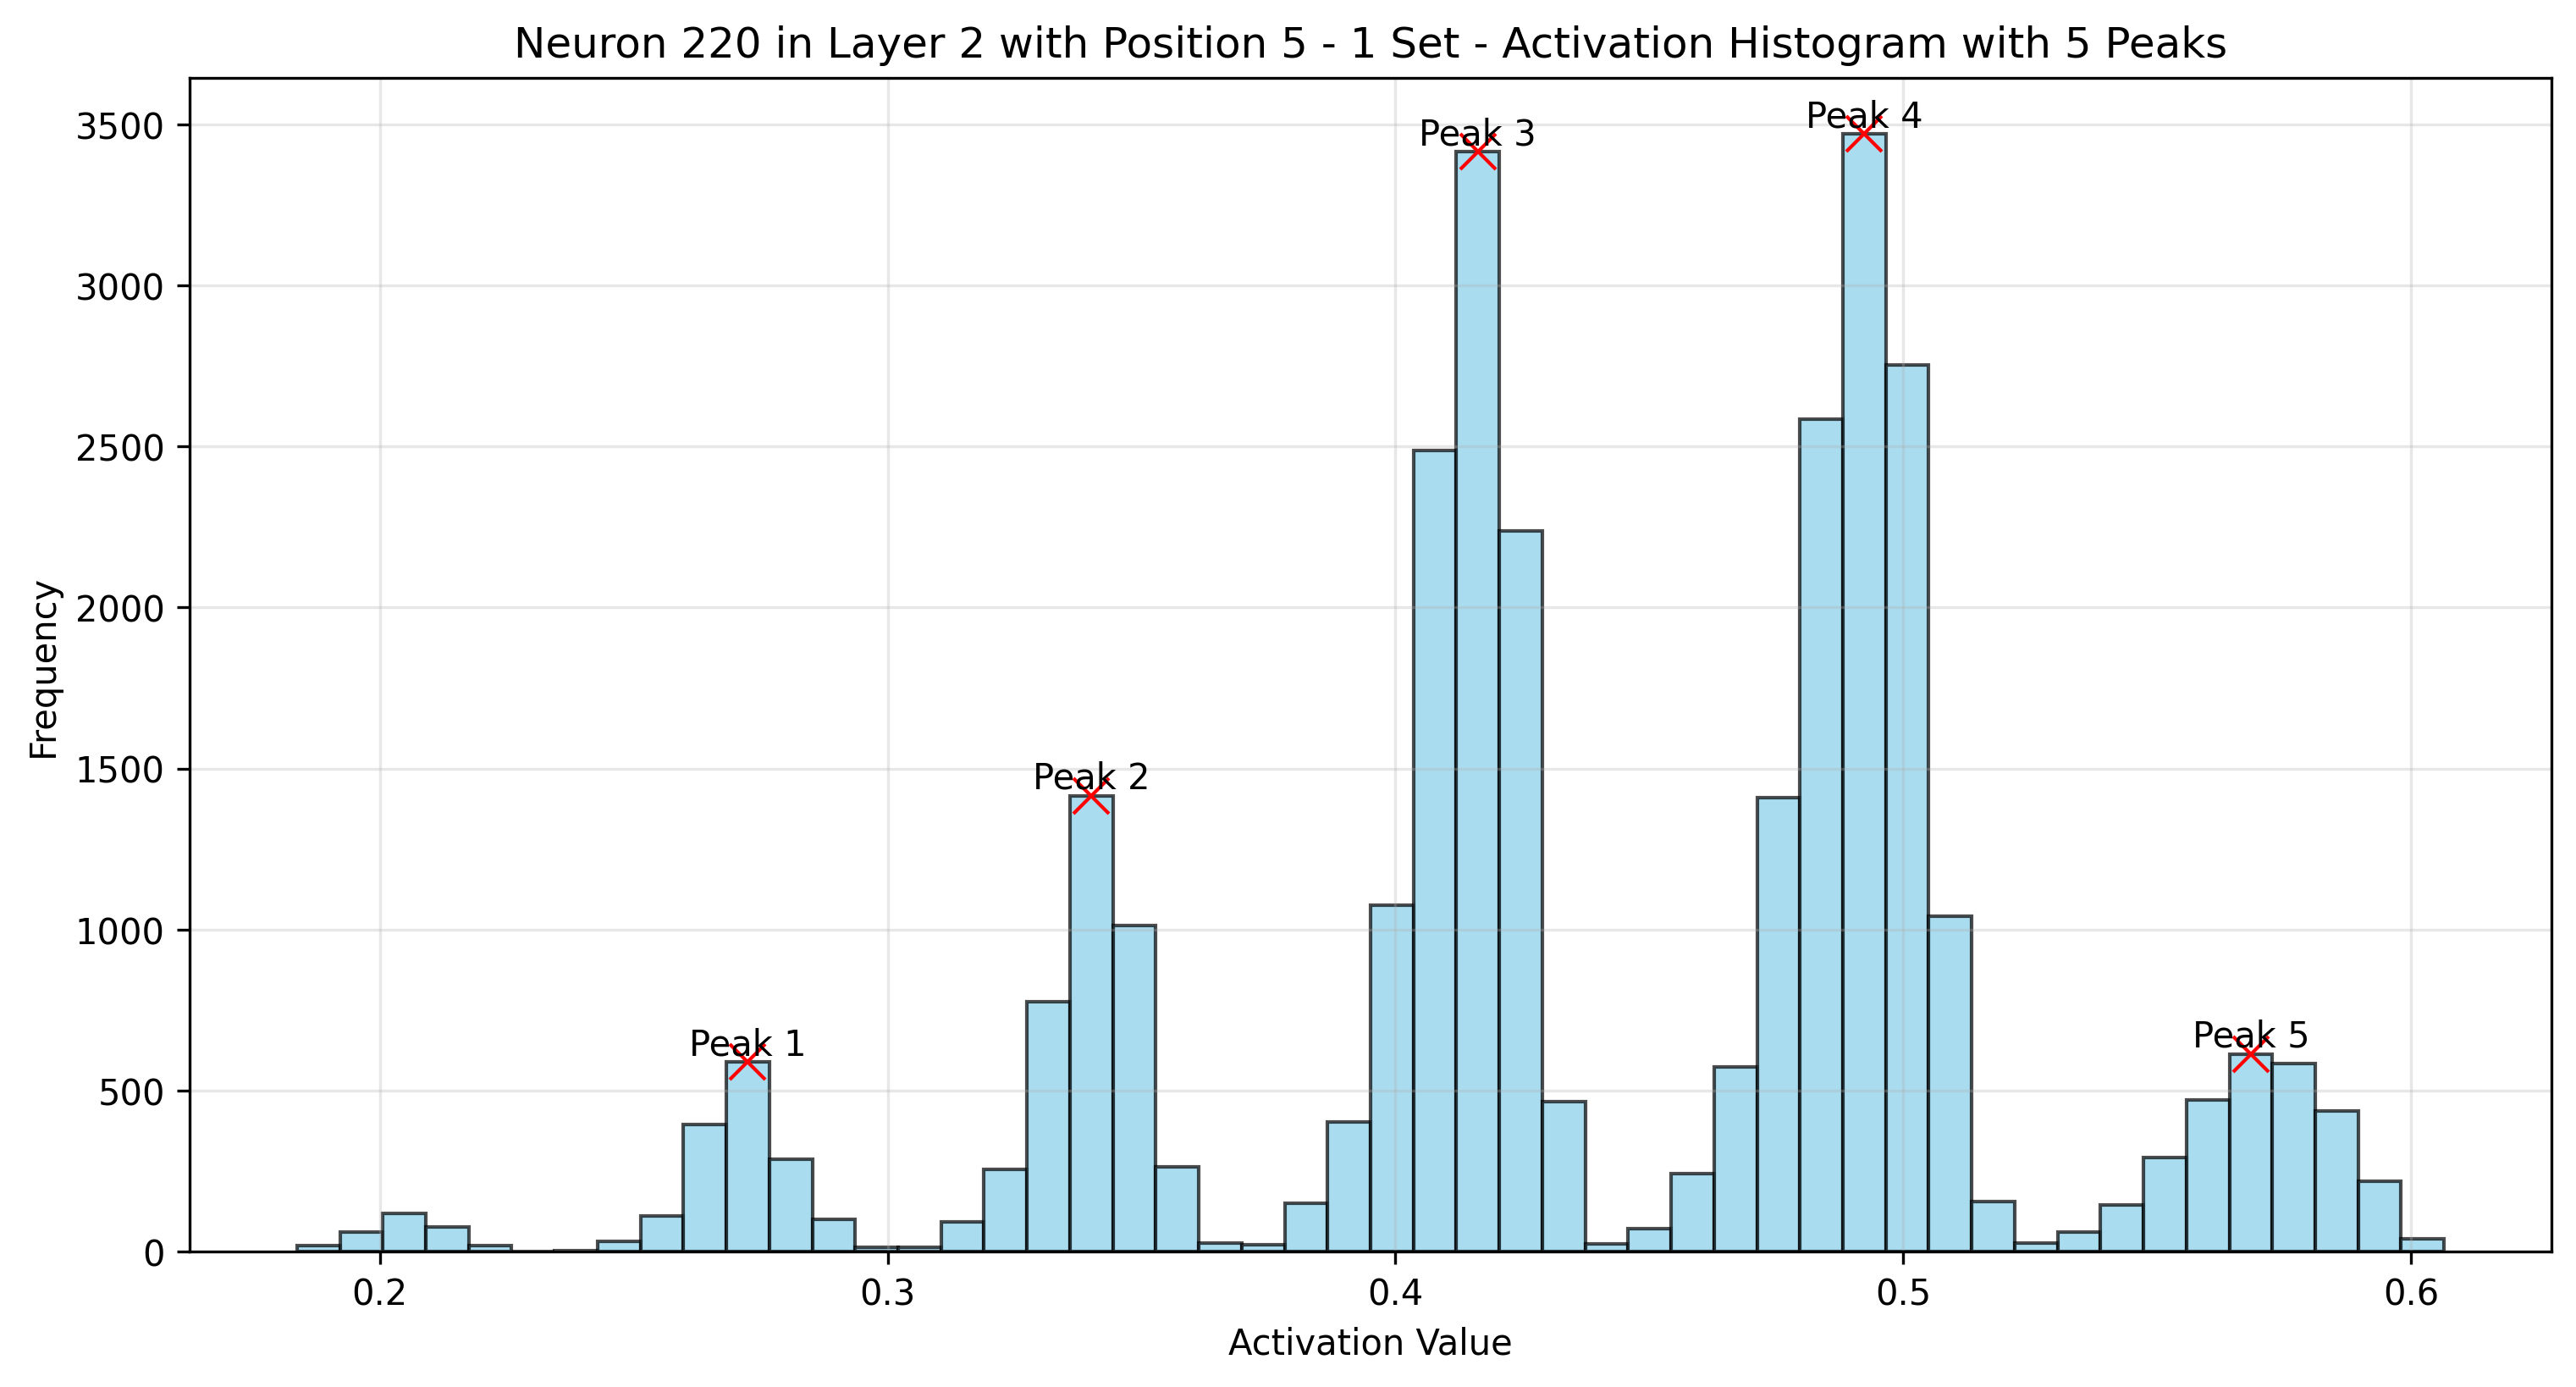 Neuron 220 in Layer 2 with Position 5 - 1 Set - Activation Histogram with 5 Peaks
3500
Peak 4
Peak 3
3000
2500
2000
Frequency
1500
Peak 2
1000
Peak 1
Peak 5
500
0
0.2 0.3 0.4 0.5 0.6
Activation Value